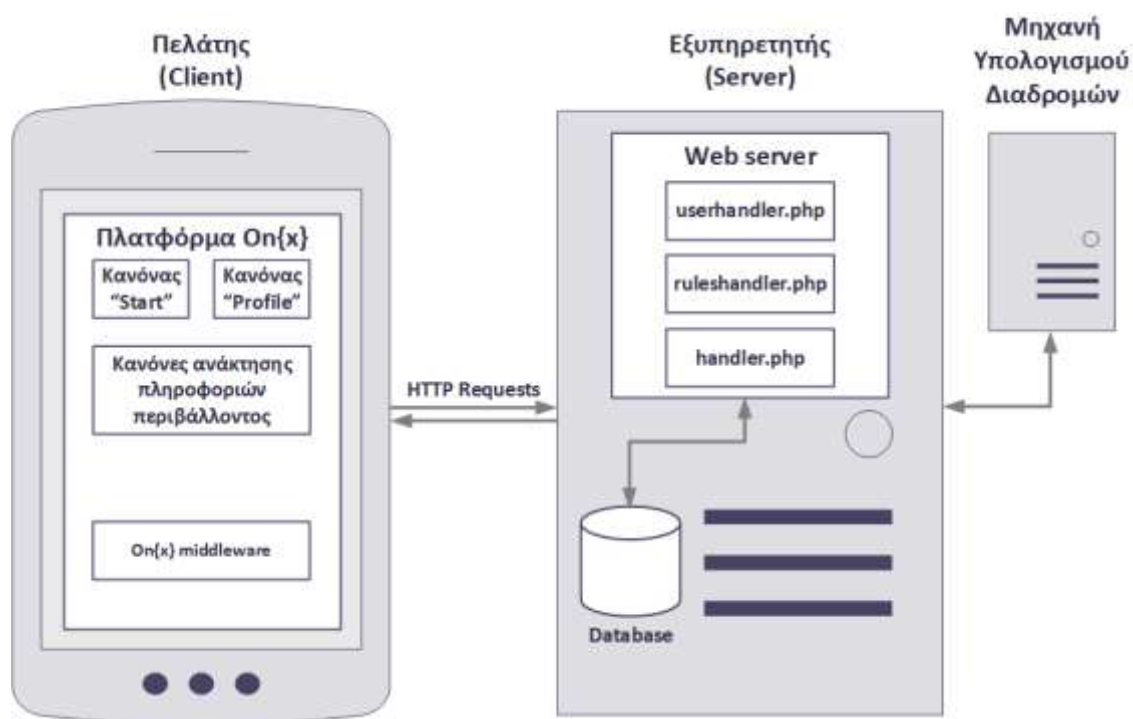 Πελάτης
(Client)
Εξυπηρετητής
(Server)
Μηχανή
Υπολογισμού
Διαδρομών
Πλατφόρμα On{x}
Κανόνας
“Start”
Κανόνας
“Profile”
Κανόνες ανάκτησης
πληροφοριών
περιβάλλοντος
On{x} middleware
HTTP Requests
Web server
userhandler.php
ruleshandler.php
handler.php
Database